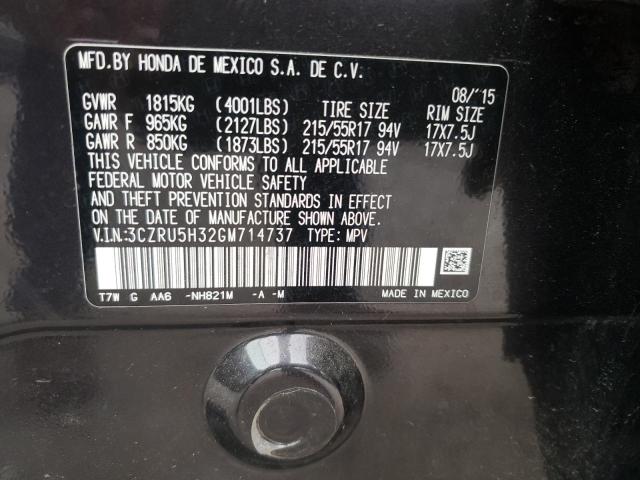 MFD.BY HONDA DE MEXICO S.A. DE C.V.
08/'15
GVWR 1815KG (4001LBS) TIRE SIZE RIM SIZE
GAWR F 965KG (2127LBS) 215/55R17 94V 17X7.5J
GAWR R 850KG (1873LBS) 215/55R17 94V 17X7.5J
THIS VEHICLE CONFORMS TO ALL APPLICABLE
FEDERAL MOTOR VEHICLE SAFETY
AND THEFT PREVENTION STANDARDS IN EFFECT
ON THE DATE OF MANUFACTURE SHOWN ABOVE.
V.I.N.:3CZRU5H32GM714737 TYPE: MPV
T7W G AA6 -NH821M -A -M MADE IN MEXICO